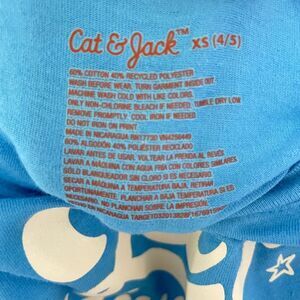 Cat & Jack™ XS (4/5)
60% COTTON 40% RECYCLED POLYESTER
WASH BEFORE WEAR. TURN GARMENT INSIDE OUT.
MACHINE WASH COLD WITH LIKE COLORS.
ONLY NON-CHLORINE BLEACH IF NEEDED. TUMBLE DRY LOW.
REMOVE PROMPTLY. COOL IRON IF NEEDED.
DO NOT IRON ON PRINT.
MADE IN NICARAGUA RN17730 VN4256449
60% ALGODÓN 40% POLIÉSTER RECICLADO
LAVAR ANTES DE USAR. VOLTEAR LA PRENDA AL REVÉS
LAVAR A MÁQUINA CON AGUA FRÍA CON COLORES SIMILARES
SÓLO BLANQUEADOR SIN CLORO SI ES NECESARIO
SECAR A MÁQUINA A TEMPERATURA BAJA. RETIRAR
OPORTUNAMENTE. PLANCHAR A BAJA TEMPERATURA SI ES
NECESARIO. NO PLANCHAR SOBRE LA IMPRESIÓN.
EN NICARAGUA